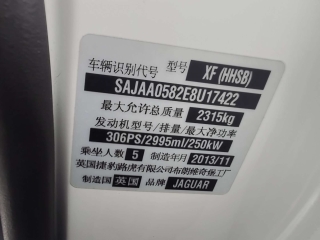 车辆识别代号 型号 XF (HHSB)
SAJAA0582E8U17422
最大允许总质量 2315kg
发动机型号/排量/最大净功率
306PS/2995ml/250kW
乘坐人数 5 制造年月 2013/11
英国捷豹路虎有限公司布朗维奇堡工厂
制造国 英国 品牌 JAGUAR